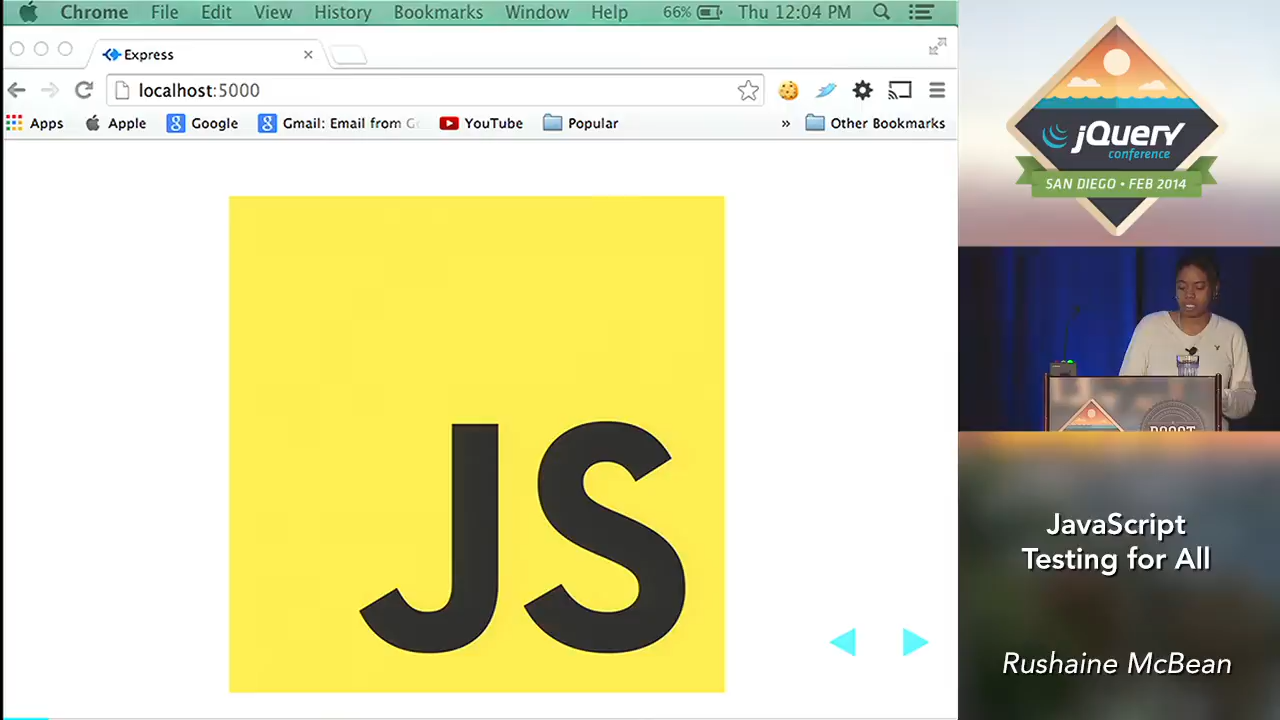 Chrome File Edit View History Bookmarks Window Help 66% Thu 12:04 PM
Express
localhost:5000
Apps Apple Google Gmail: Email from G YouTube Popular » Other Bookmarks
JS
jQuery
conference
SAN DIEGO • FEB 2014
JavaScript
Testing for All
Rushaine McBean